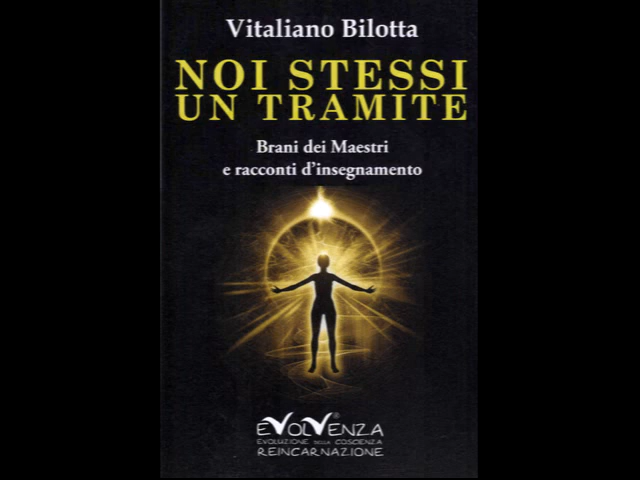 Vitaliano Bilotta
NOI STESSI
UN TRAMITE
Brani dei Maestri
e racconti d'insegnamento
EVOLVENZA®
EVOLUZIONE DELLA COSCIENZA
REINCARNAZIONE